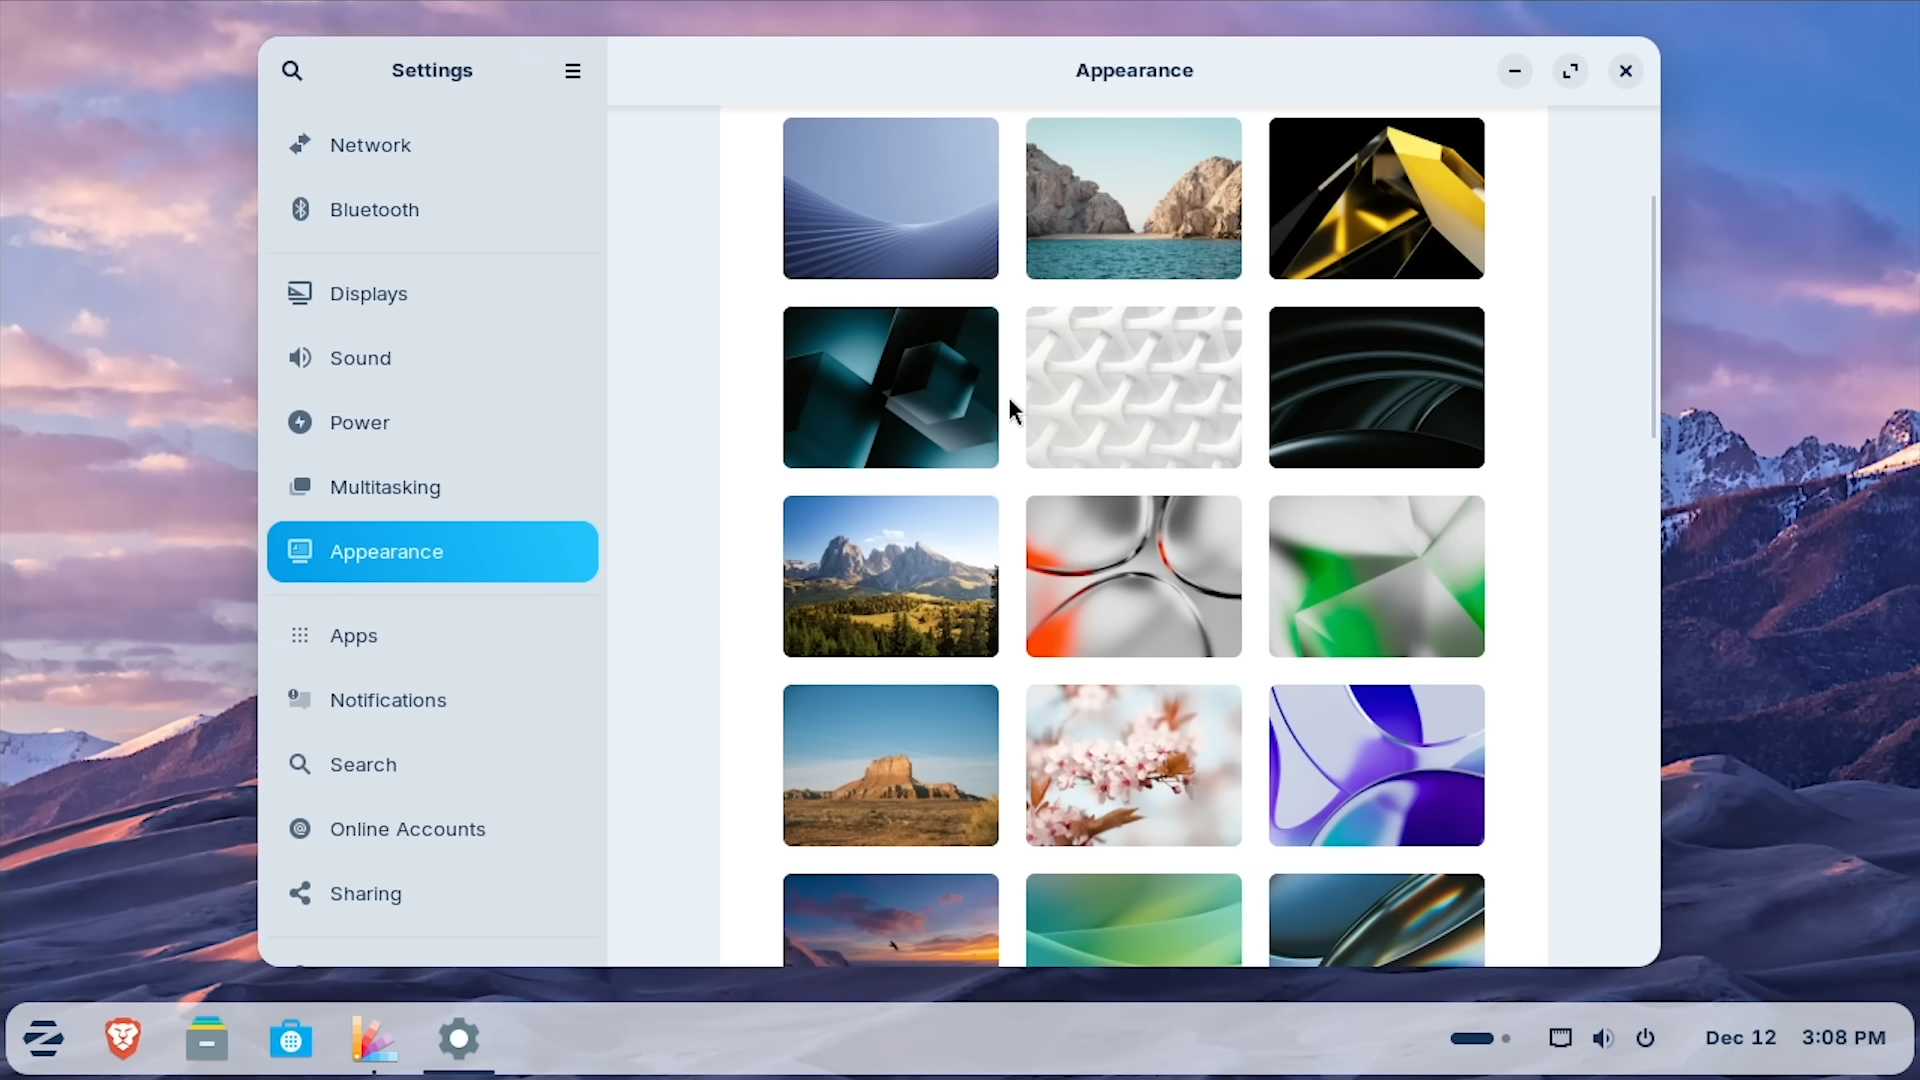 Settings
Appearance
Network
Bluetooth
Displays
Sound
Power
Multitasking
Appearance
Apps
Notifications
Search
Online Accounts
Sharing
Dec 12 3:08 PM